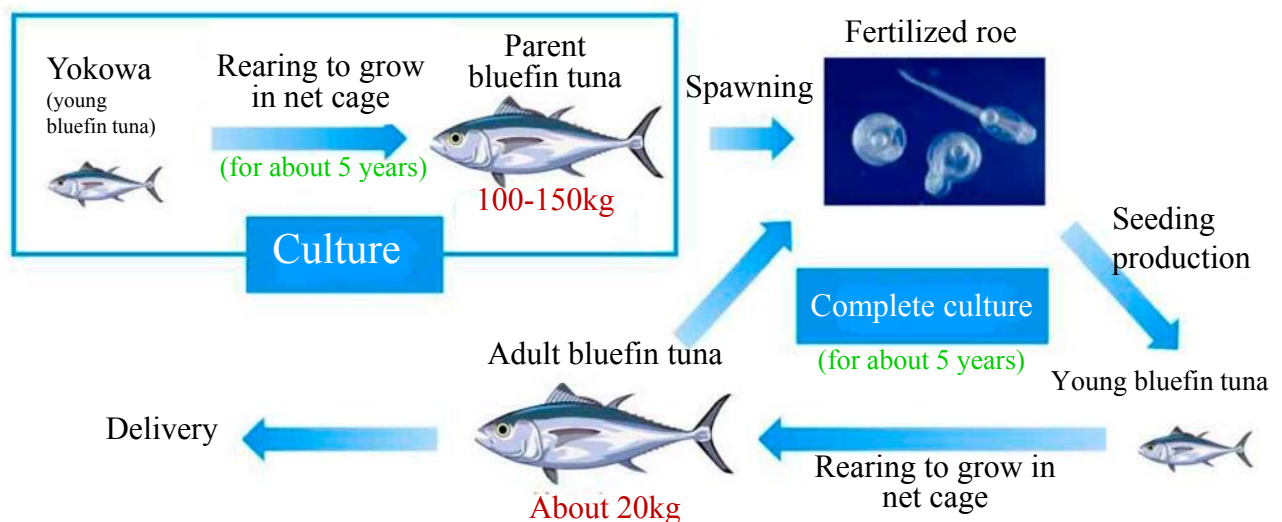 Yokowa
(young
bluefin tuna)
Rearing to grow
in net cage
(for about 5 years)
Parent
bluefin tuna
100-150kg
Culture
Spawning
Fertilized roe
Seeding
production
Complete culture
(for about 5 years)
Young bluefin tuna
Adult bluefin tuna
About 20kg
Rearing to grow in
net cage
Delivery